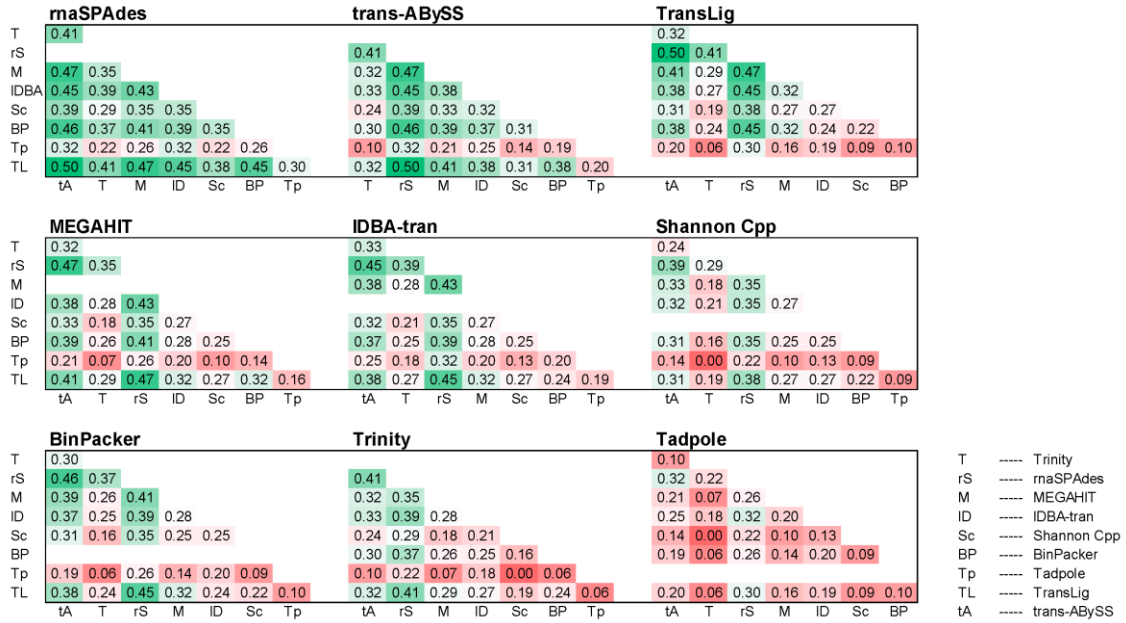 rnaSPAdes trans-ABySS TransLig
T 0.41 0.32
rS 0.41 0.50 0.41
M 0.47 0.35 0.32 0.47 0.41 0.29 0.47
IDBA 0.45 0.39 0.43 0.33 0.45 0.38 0.38 0.27 0.45 0.32
Sc 0.39 0.29 0.35 0.35 0.24 0.39 0.33 0.32 0.31 0.19 0.38 0.27 0.27
BP 0.46 0.37 0.41 0.39 0.35 0.30 0.46 0.39 0.37 0.31 0.38 0.24 0.45 0.32 0.24 0.22
Tp 0.32 0.22 0.26 0.32 0.22 0.26 0.10 0.32 0.21 0.25 0.14 0.19 0.20 0.06 0.30 0.16 0.19 0.09 0.10
TL 0.50 0.41 0.47 0.45 0.38 0.45 0.30 0.32 0.50 0.41 0.38 0.31 0.38 0.20
tA T M ID Sc BP Tp T rS M ID Sc BP Tp tA T rS M ID Sc BP
MEGAHIT IDBA-tran Shannon Cpp
T 0.32 0.33 0.24
rS 0.47 0.35 0.45 0.39 0.39 0.29
M 0.38 0.28 0.43 0.33 0.18 0.35
ID 0.38 0.28 0.43 0.32 0.21 0.35 0.27
Sc 0.33 0.18 0.35 0.27 0.32 0.21 0.35 0.27
BP 0.39 0.26 0.41 0.28 0.25 0.37 0.25 0.39 0.28 0.25 0.31 0.16 0.35 0.25 0.25
Tp 0.21 0.07 0.26 0.20 0.10 0.14 0.25 0.18 0.32 0.20 0.13 0.20 0.14 0.00 0.22 0.10 0.13 0.09
TL 0.41 0.29 0.47 0.32 0.27 0.32 0.16 0.38 0.27 0.45 0.32 0.27 0.24 0.19 0.31 0.19 0.38 0.27 0.27 0.22 0.09
tA T rS ID Sc BP Tp tA T rS M Sc BP Tp tA T rS M ID BP Tp
BinPacker Trinity Tadpole
T 0.30 0.10 T ----- Trinity
rS 0.46 0.37 0.41 0.32 0.22 rS ----- rnaSPAdes
M 0.39 0.26 0.41 0.32 0.35 0.21 0.07 0.26 M ----- MEGAHIT
ID 0.37 0.25 0.39 0.28 0.33 0.39 0.28 0.25 0.18 0.32 0.20 ID ----- IDBA-tran
Sc 0.31 0.16 0.35 0.25 0.25 0.24 0.29 0.18 0.21 0.14 0.00 0.22 0.10 0.13 Sc ----- Shannon Cpp
BP 0.30 0.37 0.26 0.25 0.16 0.19 0.06 0.26 0.14 0.20 0.09 BP ----- BinPacker
Tp 0.19 0.06 0.26 0.14 0.20 0.09 0.10 0.22 0.07 0.18 0.00 0.06 Tp ----- Tadpole
TL 0.38 0.24 0.45 0.32 0.24 0.22 0.10 0.32 0.41 0.29 0.27 0.19 0.24 0.06 0.20 0.06 0.30 0.16 0.19 0.09 0.10 TL ----- TransLig
tA T rS M ID Sc Tp tA rS M ID Sc BP Tp tA T rS M ID Sc BP tA ----- trans-ABySS